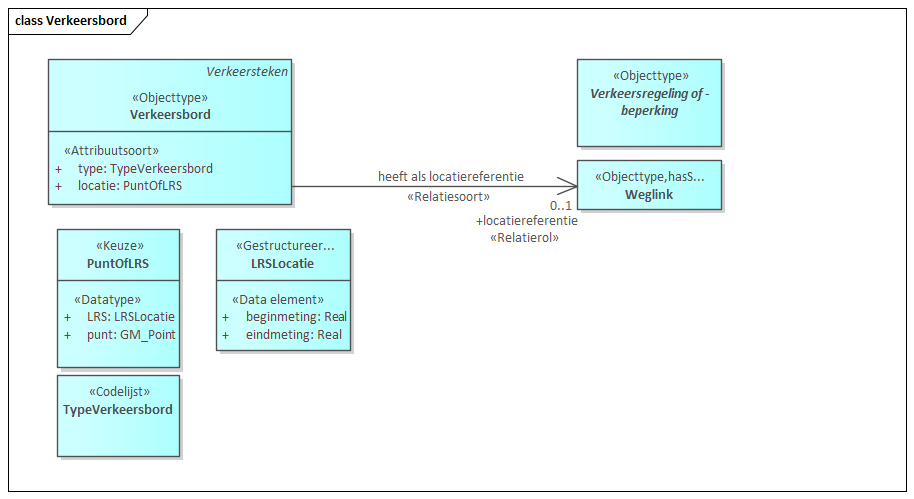 class Verkeersbord
Verkeersteken
«Objecttype»
Verkeersbord
«Attribuutsoort»
+ type: TypeVerkeersbord
+ locatie: PuntOfLRS
«Objecttype»
Verkeersregeling of -
beperking
heeft als locatiereferentie
«Relatiesoort»
0..1
+locatiereferentie
«Relatierol»
«Objecttype,hasS...
Weglink
«Keuze»
PuntOfLRS
«Datatype»
+ LRS: LRSLocatie
+ punt: GM_Point
«Gestructureer...
LRSLocatie
«Data element»
+ beginmeting: Real
+ eindmeting: Real
«Codelijst»
TypeVerkeersbord